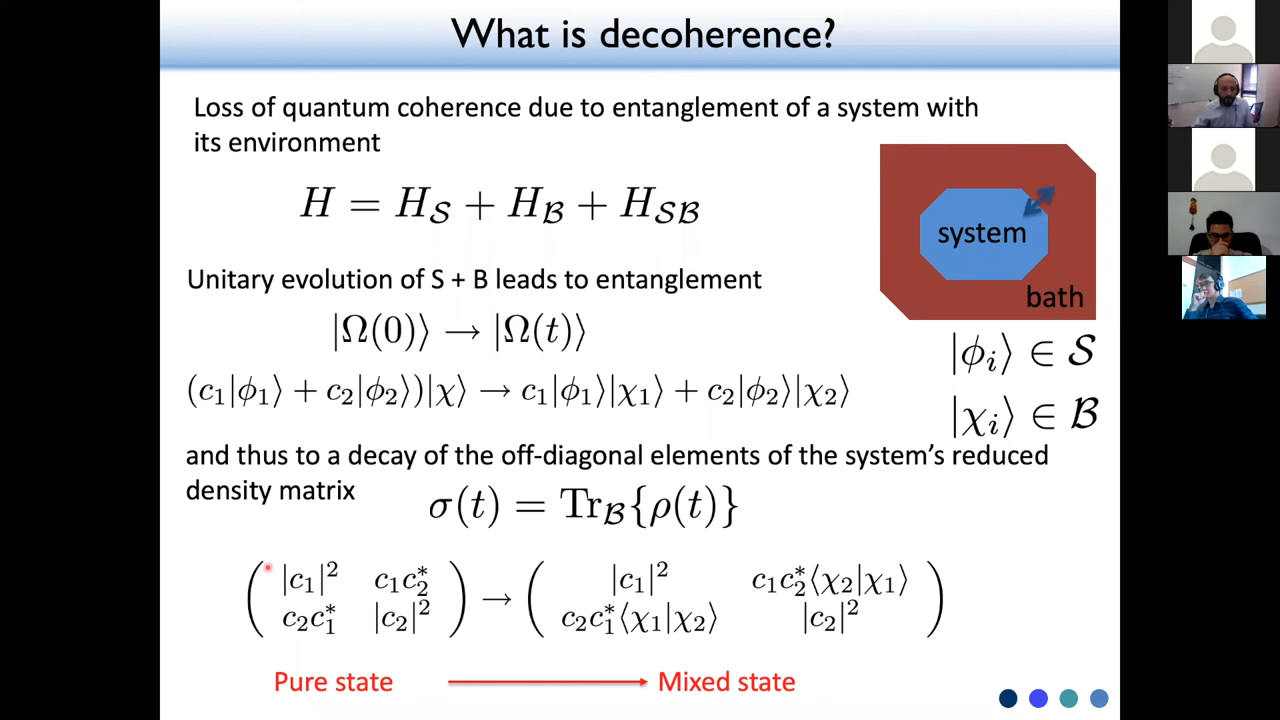 What is decoherence?
Loss of quantum coherence due to entanglement of a system with
its environment
H = H_𝒮 + H_ℬ + H_𝒮ℬ
system
bath
Unitary evolution of S + B leads to entanglement
|Ω(0)⟩ → |Ω(t)⟩
|ϕ_i⟩ ∈ 𝒮
(c₁|ϕ₁⟩ + c₂|ϕ₂⟩)|χ⟩ → c₁|ϕ₁⟩|χ₁⟩ + c₂|ϕ₂⟩|χ₂⟩
|χ_i⟩ ∈ ℬ
and thus to a decay of the off-diagonal elements of the system’s reduced
density matrix
σ(t) = Tr_ℬ{ρ(t)}
( |c₁|² c₁c₂* ) → ( |c₁|² c₁c₂*⟨χ₂|χ₁⟩ )
( c₂c₁* |c₂|² ) ( c₂c₁*⟨χ₁|χ₂⟩ |c₂|² )
Pure state Mixed state